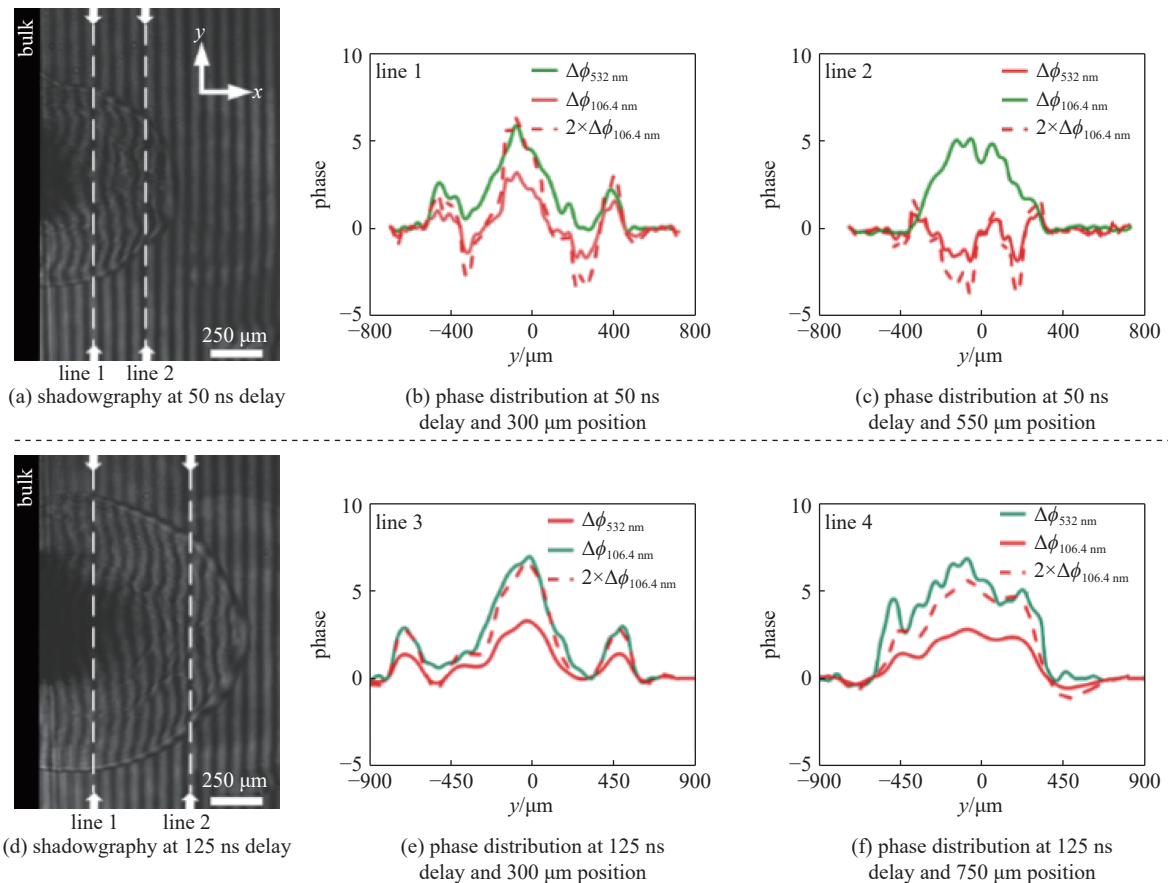 bulk
y
x
250 μm
line 1 line 2
(a) shadowgraphy at 50 ns delay
line 1
Δϕ532 nm
Δϕ106.4 nm
2×Δϕ106.4 nm
10
5
0
−5
phase
−800 −400 0 400 800
y/μm
(b) phase distribution at 50 ns
delay and 300 μm position
line 2
Δϕ532 nm
Δϕ106.4 nm
2×Δϕ106.4 nm
10
5
0
−5
phase
−800 −400 0 400 800
y/μm
(c) phase distribution at 50 ns
delay and 550 μm position
bulk
250 μm
line 1 line 2
(d) shadowgraphy at 125 ns delay
line 3
Δϕ532 nm
Δϕ106.4 nm
2×Δϕ106.4 nm
10
5
0
−5
phase
−900 −450 0 450 900
y/μm
(e) phase distribution at 125 ns
delay and 300 μm position
line 4
Δϕ532 nm
Δϕ106.4 nm
2×Δϕ106.4 nm
10
5
0
−5
phase
−900 −450 0 450 900
y/μm
(f) phase distribution at 125 ns
delay and 750 μm position